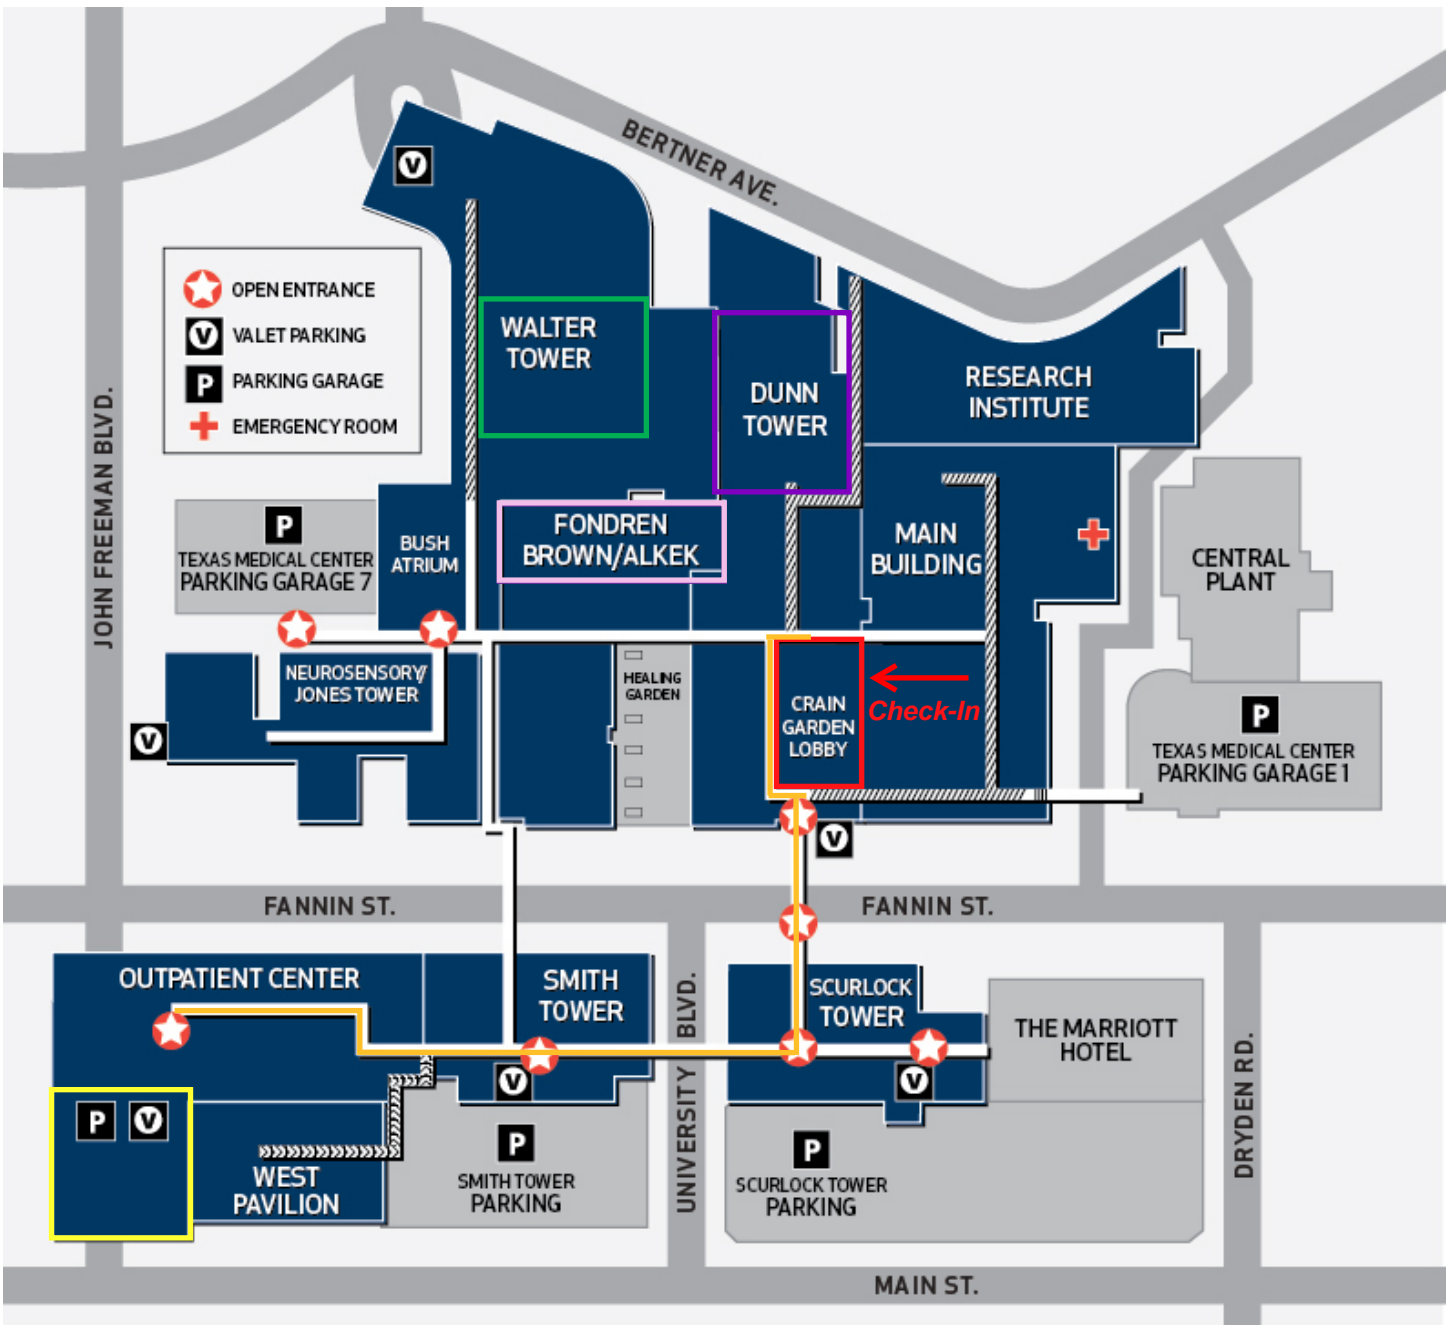 BERTNER AVE.
V
OPEN ENTRANCE
V VALET PARKING
P PARKING GARAGE
EMERGENCY ROOM
WALTER
TOWER
DUNN
TOWER
RESEARCH
INSTITUTE
JOHN FREEMAN BLVD.
P
TEXAS MEDICAL CENTER
PARKING GARAGE 7
BUSH
ATRIUM
FONDREN
BROWN/ALKEK
MAIN
BUILDING
CENTRAL
PLANT
NEUROSENSORY/
JONES TOWER
HEALING
GARDEN
CRAIN
GARDEN
LOBBY
Check-In
V
P
TEXAS MEDICAL CENTER
PARKING GARAGE 1
V
FANNIN ST.
FANNIN ST.
OUTPATIENT CENTER
SMITH
TOWER
UNIVERSITY BLVD.
SCURLOCK
TOWER
THE MARRIOTT
HOTEL
DRYDEN RD.
V
V
P V
P
P
WEST
PAVILION
SMITH TOWER
PARKING
SCURLOCK TOWER
PARKING
MAIN ST.